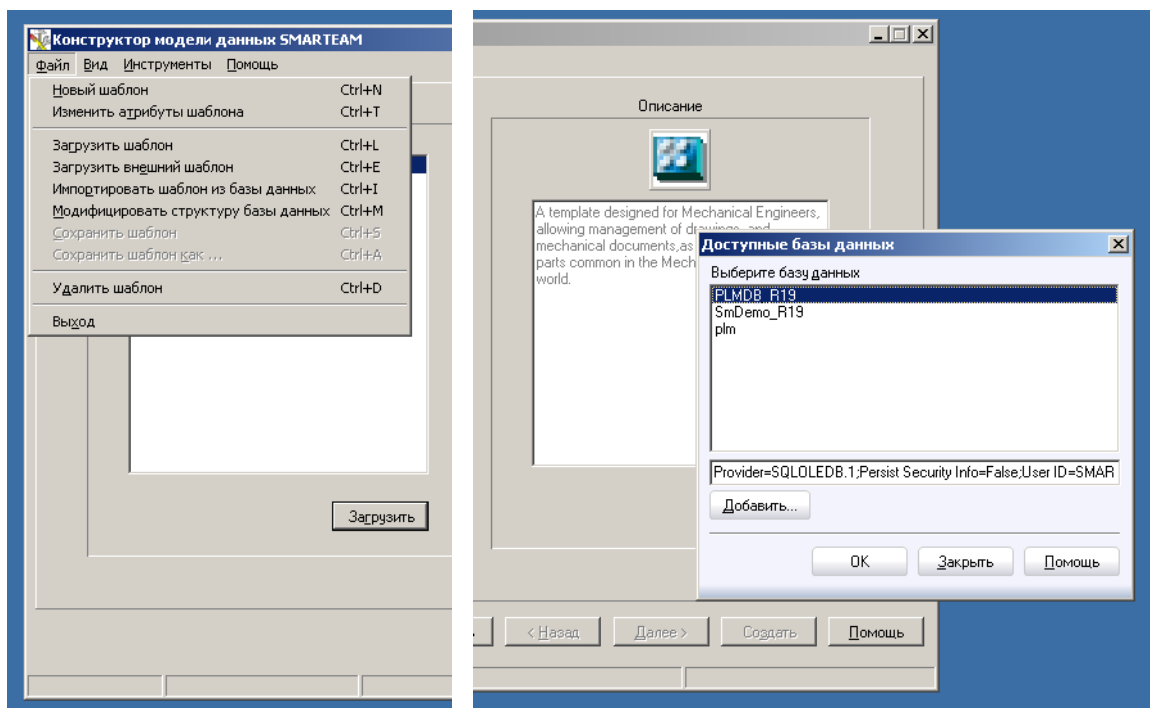 Конструктор модели данных SMARTEAM
Файл Вид Инструменты Помощь
Новый шаблон Ctrl+N
Изменить атрибуты шаблона Ctrl+T
Загрузить шаблон Ctrl+L
Загрузить внешний шаблон Ctrl+E
Импортировать шаблон из базы данных Ctrl+I
Модифицировать структуру базы данных Ctrl+M
Сохранить шаблон Ctrl+S
Сохранить шаблон как ... Ctrl+A
Удалить шаблон Ctrl+D
Выход
Загрузить
Описание
A template designed for Mechanical Engineers,
allowing management of drawings, and
mechanical documents,as
parts common in the Mech
world.
Доступные базы данных
Выберите базу данных
PLMDB_R19
SmDemo_R19
plm
Provider=SQLOLEDB.1;Persist Security Info=False;User ID=SMAR
Добавить...
OK Закрыть Помощь
< Назад Далее > Создать Помощь